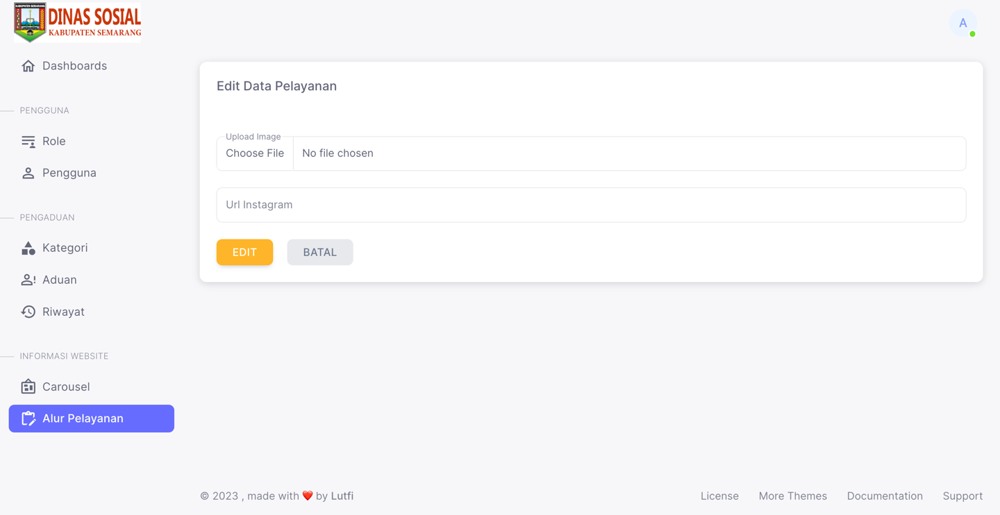 KABUPATEN SEMARANG
DINAS SOSIAL
KABUPATEN SEMARANG
A
Dashboards
PENGGUNA
Role
Pengguna
PENGADUAN
Kategori
Aduan
Riwayat
INFORMASI WEBSITE
Carousel
Alur Pelayanan
Edit Data Pelayanan
Upload Image
Choose File No file chosen
Url Instagram
EDIT BATAL
© 2023 , made with ❤️ by Lutfi
License More Themes Documentation Support